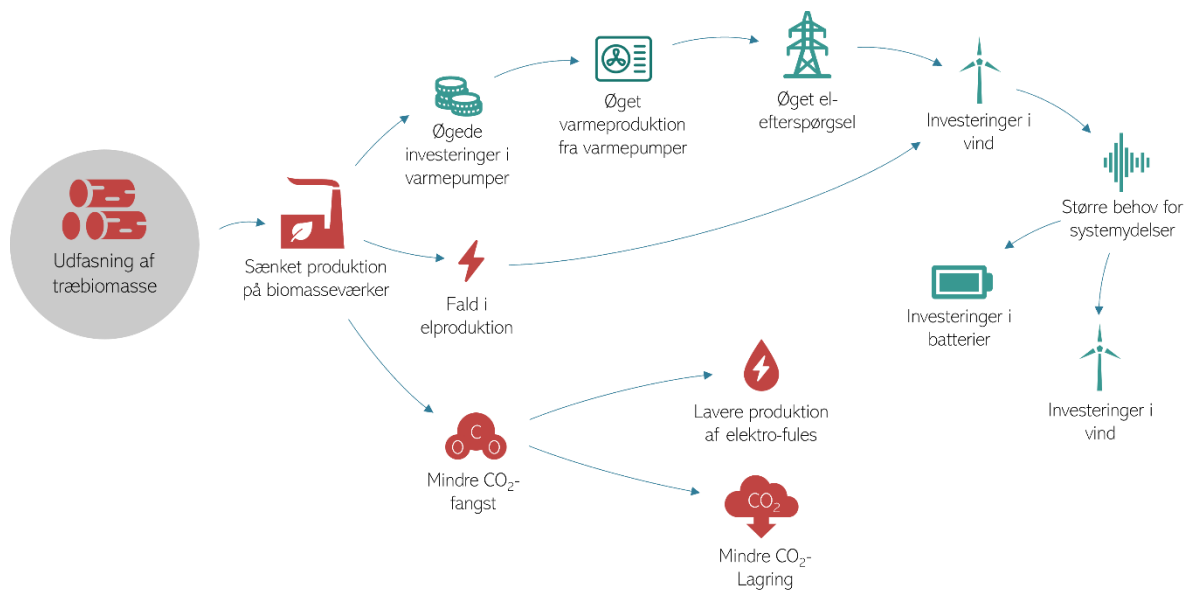 Udfasning af
træbiomasse
Sænket produktion
på biomasseværker
Øgede
investeringer i
varmepumper
Øget
varmeproduktion
fra varmepumper
Øget el-
efterspørgsel
Investeringer i
vind
Større behov for
systemydelser
Investeringer i
batterier
Investeringer i
vind
Fald i
elproduktion
C
O O
Mindre CO₂-
fangst
Lavere produktion
af elektro-fules
CO₂
Mindre CO₂-
Lagring